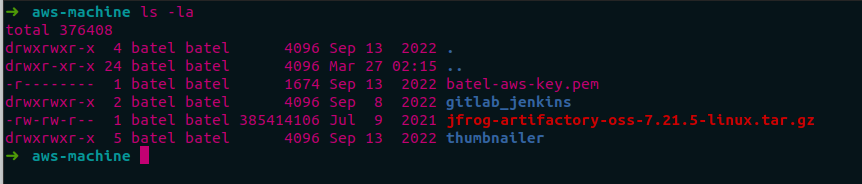 ➜ aws-machine ls -la
total 376408
drwxrwxr-x  4 batel batel      4096 Sep 13  2022 .
drwxr-xr-x 24 batel batel      4096 Mar 27 02:15 ..
-r--------  1 batel batel      1674 Sep 13  2022 batel-aws-key.pem
drwxrwxr-x  2 batel batel      4096 Sep  8  2022 gitlab_jenkins
-rw-rw-r--  1 batel batel 385414106 Jul  9  2021 jfrog-artifactory-oss-7.21.5-linux.tar.gz
drwxrwxr-x  5 batel batel      4096 Sep 13  2022 thumbnailer
➜ aws-machine